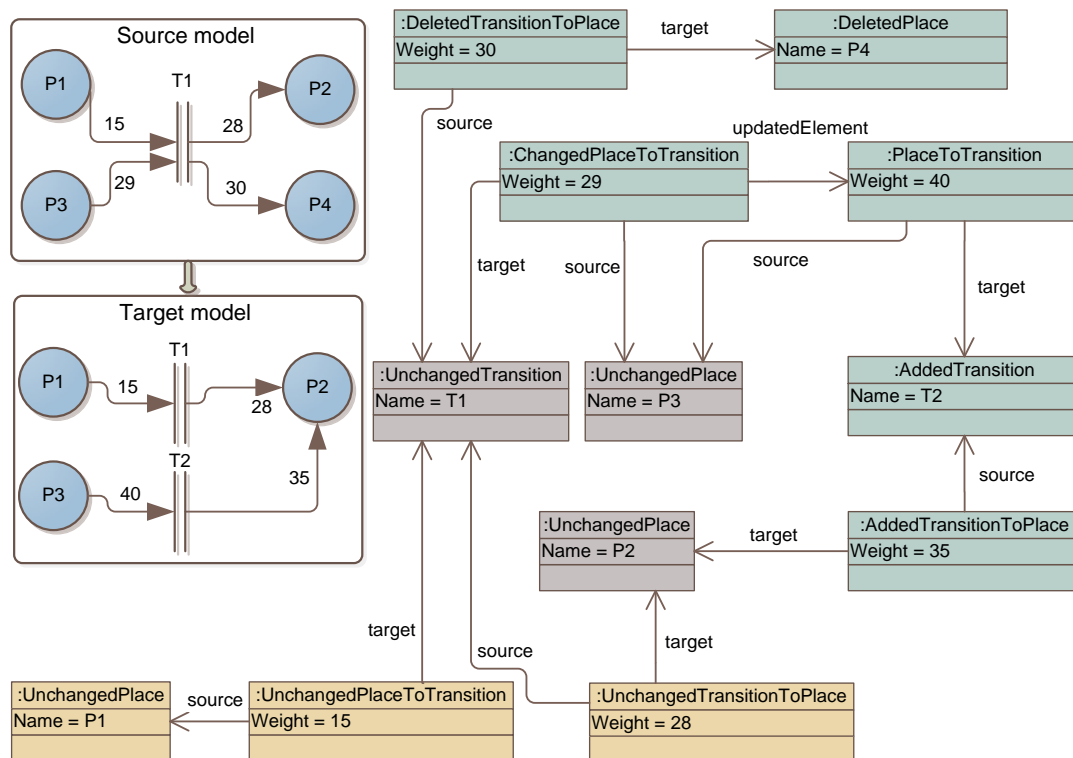 Source model
P1
T1
P2
15
28
29
30
P3
P4
Target model
T1
P1
15
28
P2
T2
P3
40
35
:DeletedTransitionToPlace
Weight = 30
target
:DeletedPlace
Name = P4
source
updatedElement
:ChangedPlaceToTransition
Weight = 29
:PlaceToTransition
Weight = 40
target
source
source
target
:UnchangedTransition
Name = T1
:UnchangedPlace
Name = P3
:AddedTransition
Name = T2
source
:UnchangedPlace
Name = P2
target
:AddedTransitionToPlace
Weight = 35
target
source
target
:UnchangedPlace
Name = P1
source
:UnchangedPlaceToTransition
Weight = 15
:UnchangedTransitionToPlace
Weight = 28